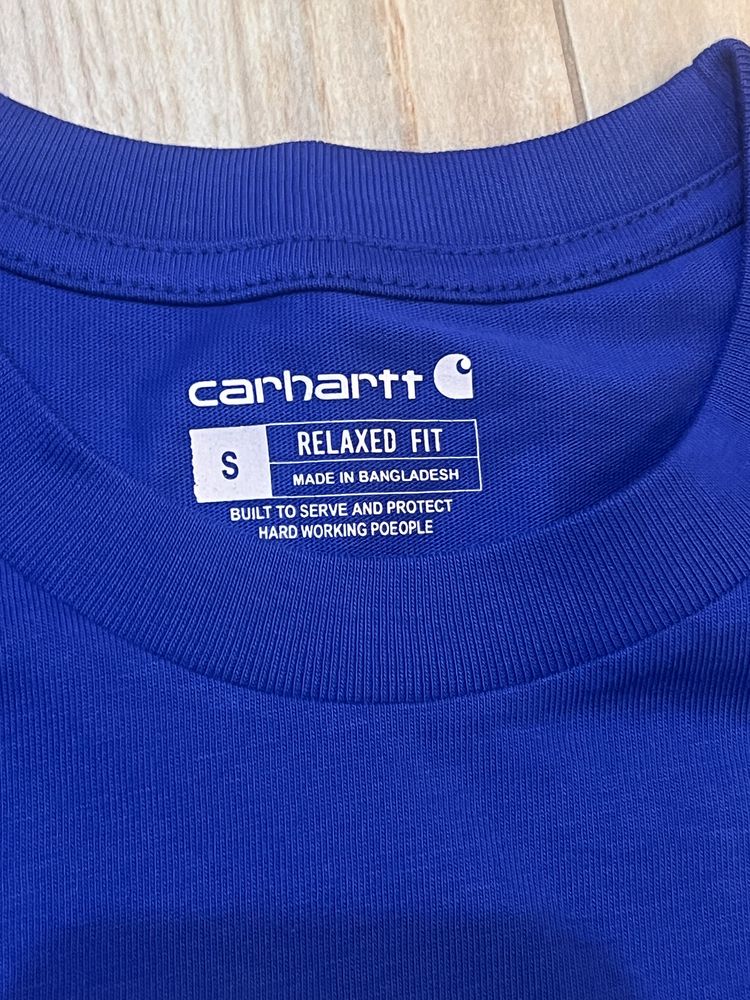 carhartt
S
RELAXED FIT
MADE IN BANGLADESH
BUILT TO SERVE AND PROTECT
HARD WORKING POEOPLE